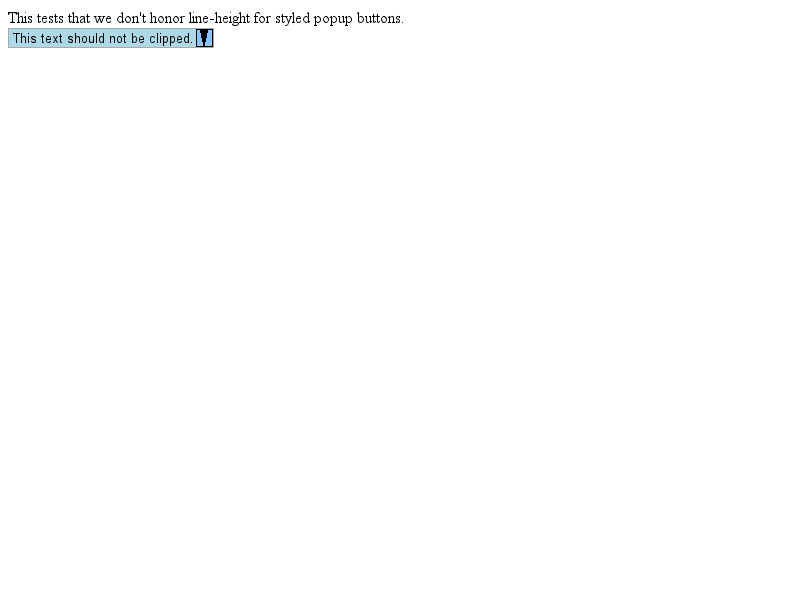 This tests that we don't honor line-height for styled popup buttons.
This text should not be clipped.